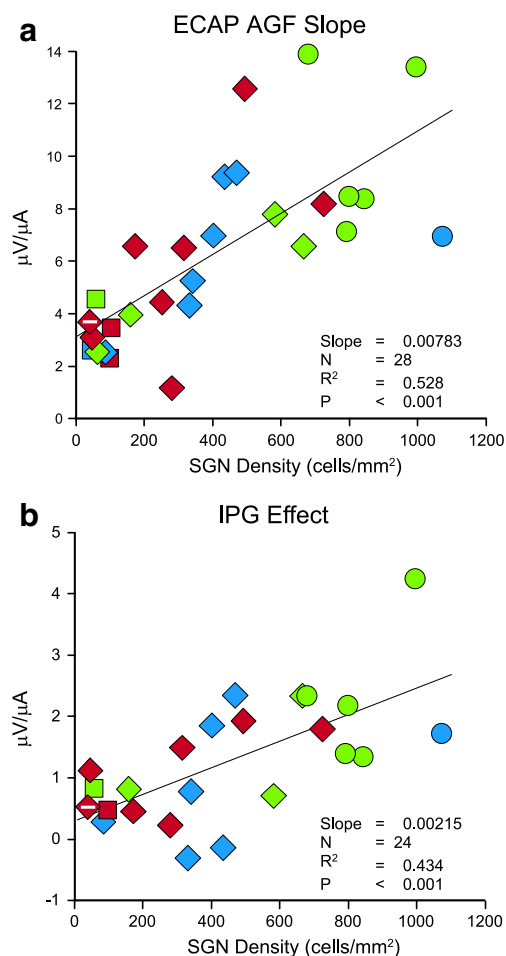 a
ECAP AGF Slope
14
12
10
8
6
4
2
0
µV/µA
Slope = 0.00783
N = 28
R² = 0.528
P < 0.001
0 200 400 600 800 1000 1200
SGN Density (cells/mm²)
b
IPG Effect
5
4
3
2
1
0
-1
µV/µA
Slope = 0.00215
N = 24
R² = 0.434
P < 0.001
0 200 400 600 800 1000 1200
SGN Density (cells/mm²)